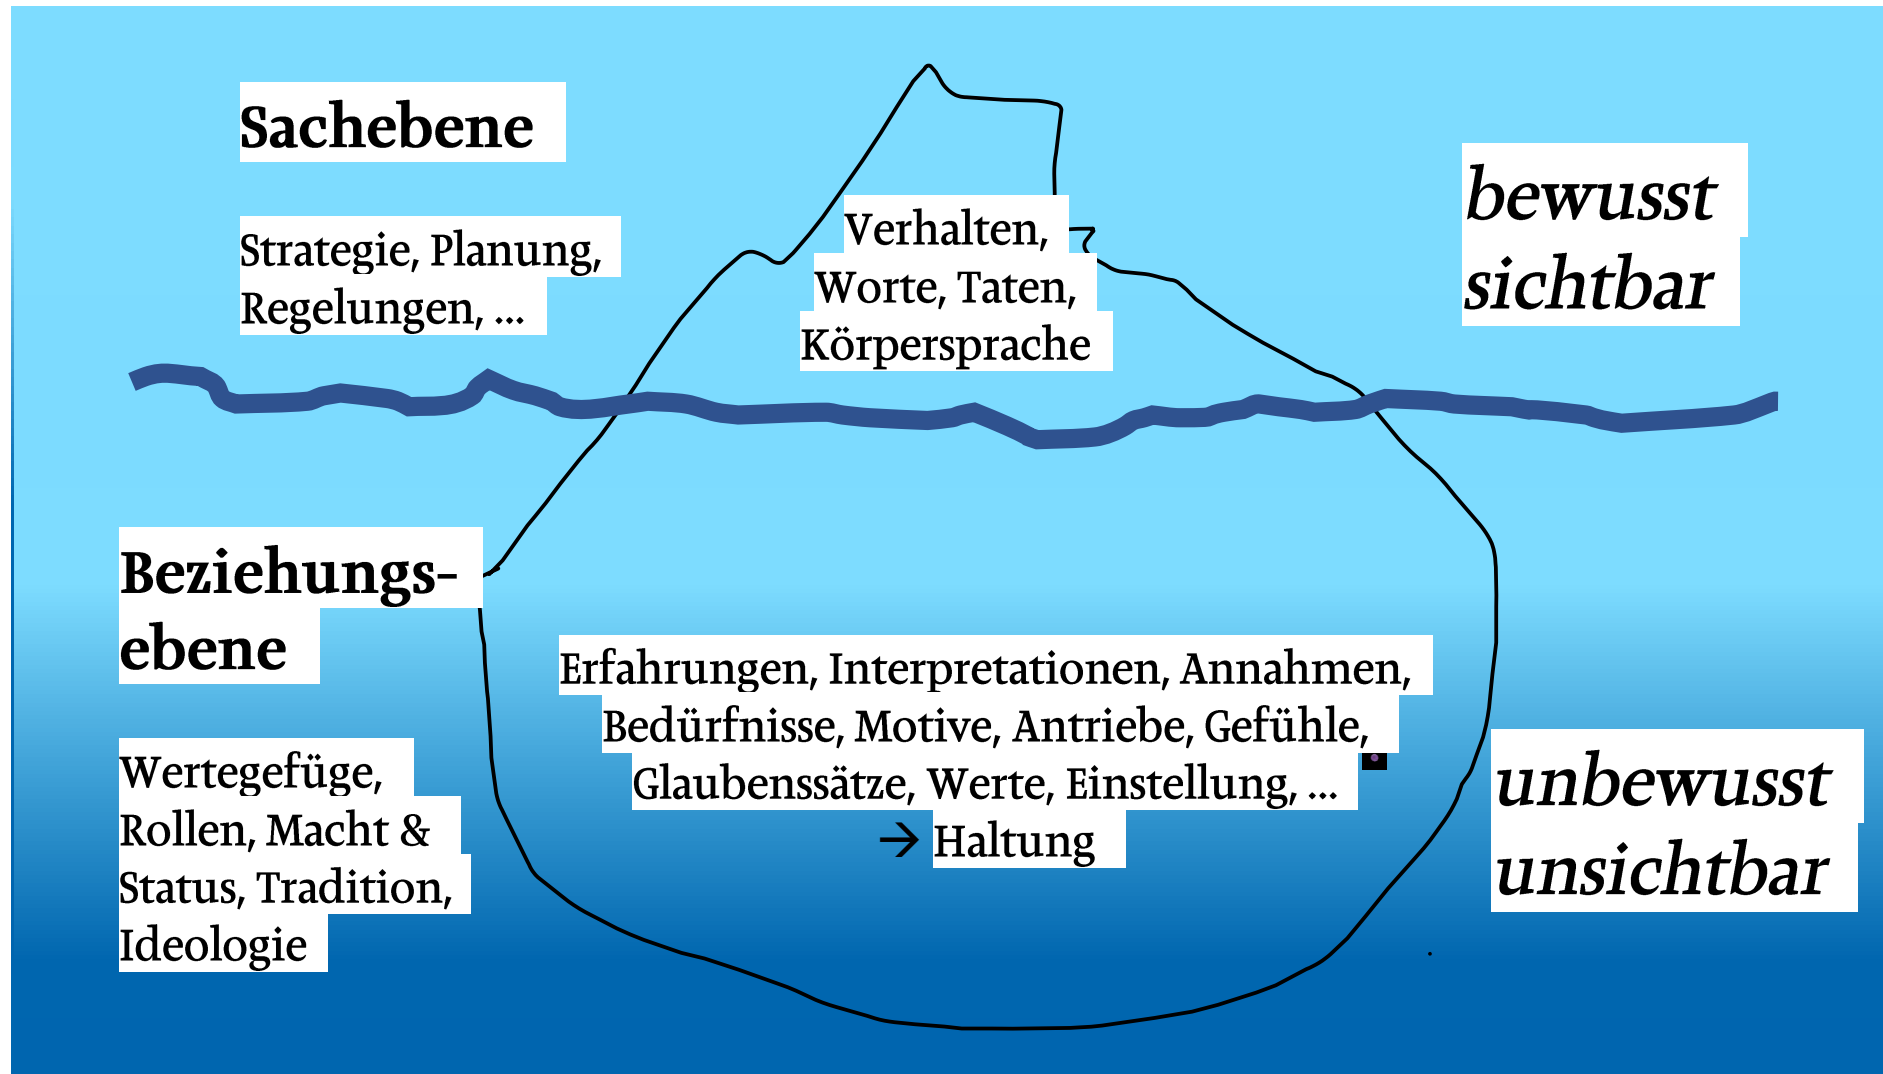 Sachebene
Strategie, Planung,
Regelungen, ...
Verhalten,
Worte, Taten,
Körpersprache
bewusst
sichtbar
Beziehungs-
ebene
Wertegefüge,
Rollen, Macht &
Status, Tradition,
Ideologie
Erfahrungen, Interpretationen, Annahmen,
Bedürfnisse, Motive, Antriebe, Gefühle,
Glaubenssätze, Werte, Einstellung, ...
→ Haltung
unbewusst
unsichtbar